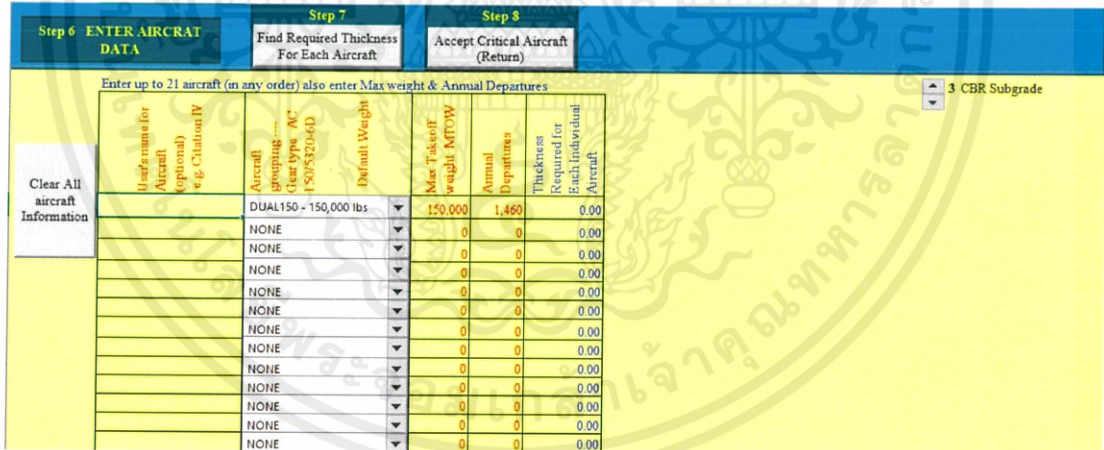 Step 6 ENTER AIRCRAT
DATA
Step 7
Find Required Thickness
For Each Aircraft
Step 8
Accept Critical Aircraft
(Return)
Enter up to 21 aircraft (in any order) also enter Max weight & Annual Departures
3 CBR Subgrade
Clear All
aircraft
Information
User's name for
Aircraft
(optional)
e.g. Citation IV
Aircraft
grouping ----
Gear type AC
150/5320-6D
Default Weight
Max Takeoff
weight MTOW
Annual
Departures
Thickness
Required for
Each Individual
Aircraft
DUAL150 - 150,000 lbs 150,000 1,460 0.00
NONE 0 0 0.00
NONE 0 0 0.00
NONE 0 0 0.00
NONE 0 0 0.00
NONE 0 0 0.00
NONE 0 0 0.00
NONE 0 0 0.00
NONE 0 0 0.00
NONE 0 0 0.00
NONE 0 0 0.00
NONE 0 0 0.00
NONE 0 0 0.00